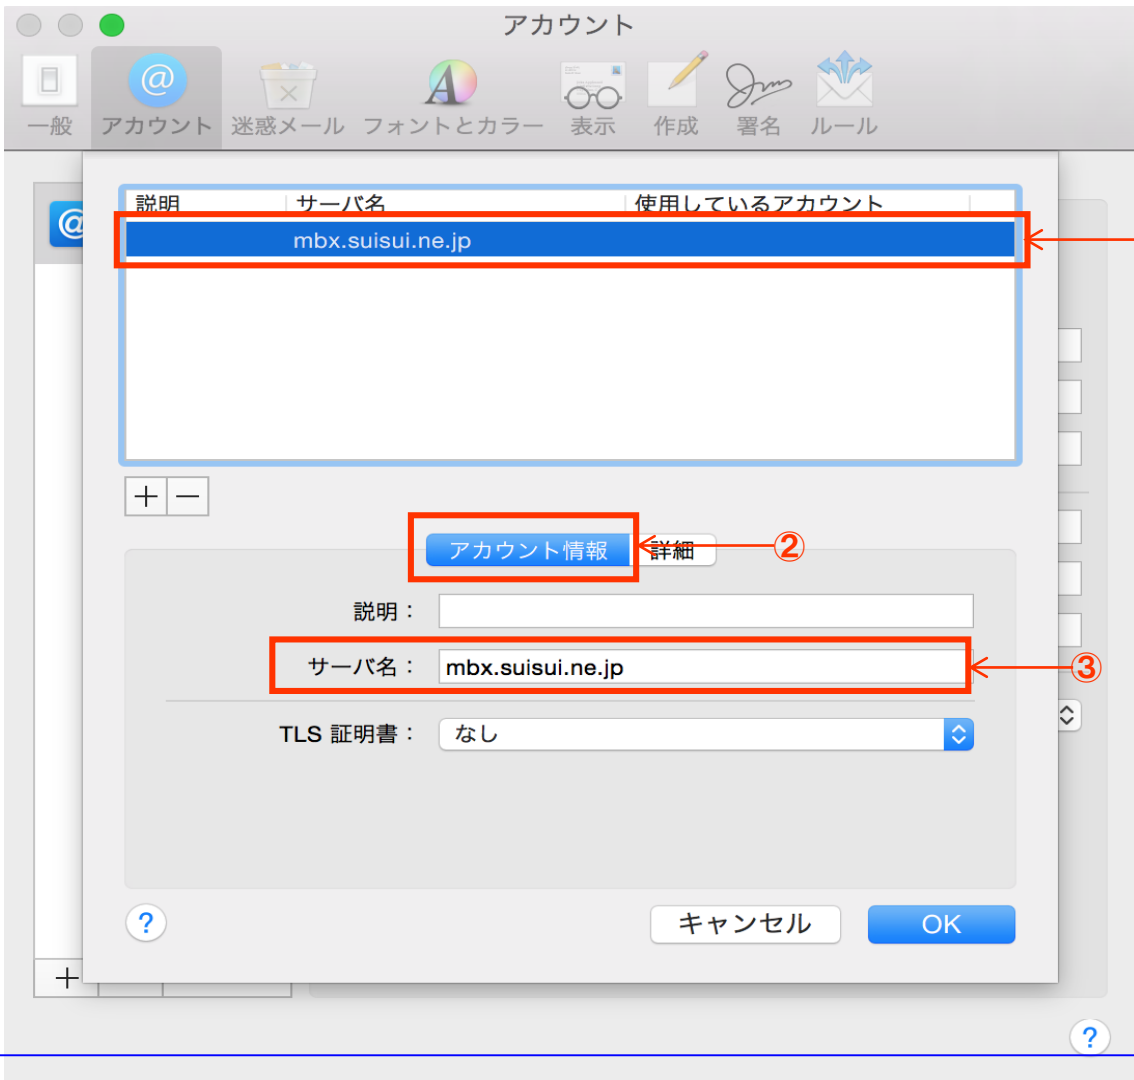 アカウント
@
一般 アカウント 迷惑メール フォントとカラー 表示 作成 署名 ルール
@
説明 サーバ名 使用しているアカウント
mbx.suisui.ne.jp
+ −
アカウント情報 詳細 ②
説明：
サーバ名： mbx.suisui.ne.jp ③
TLS 証明書： なし
? キャンセル OK
+
?